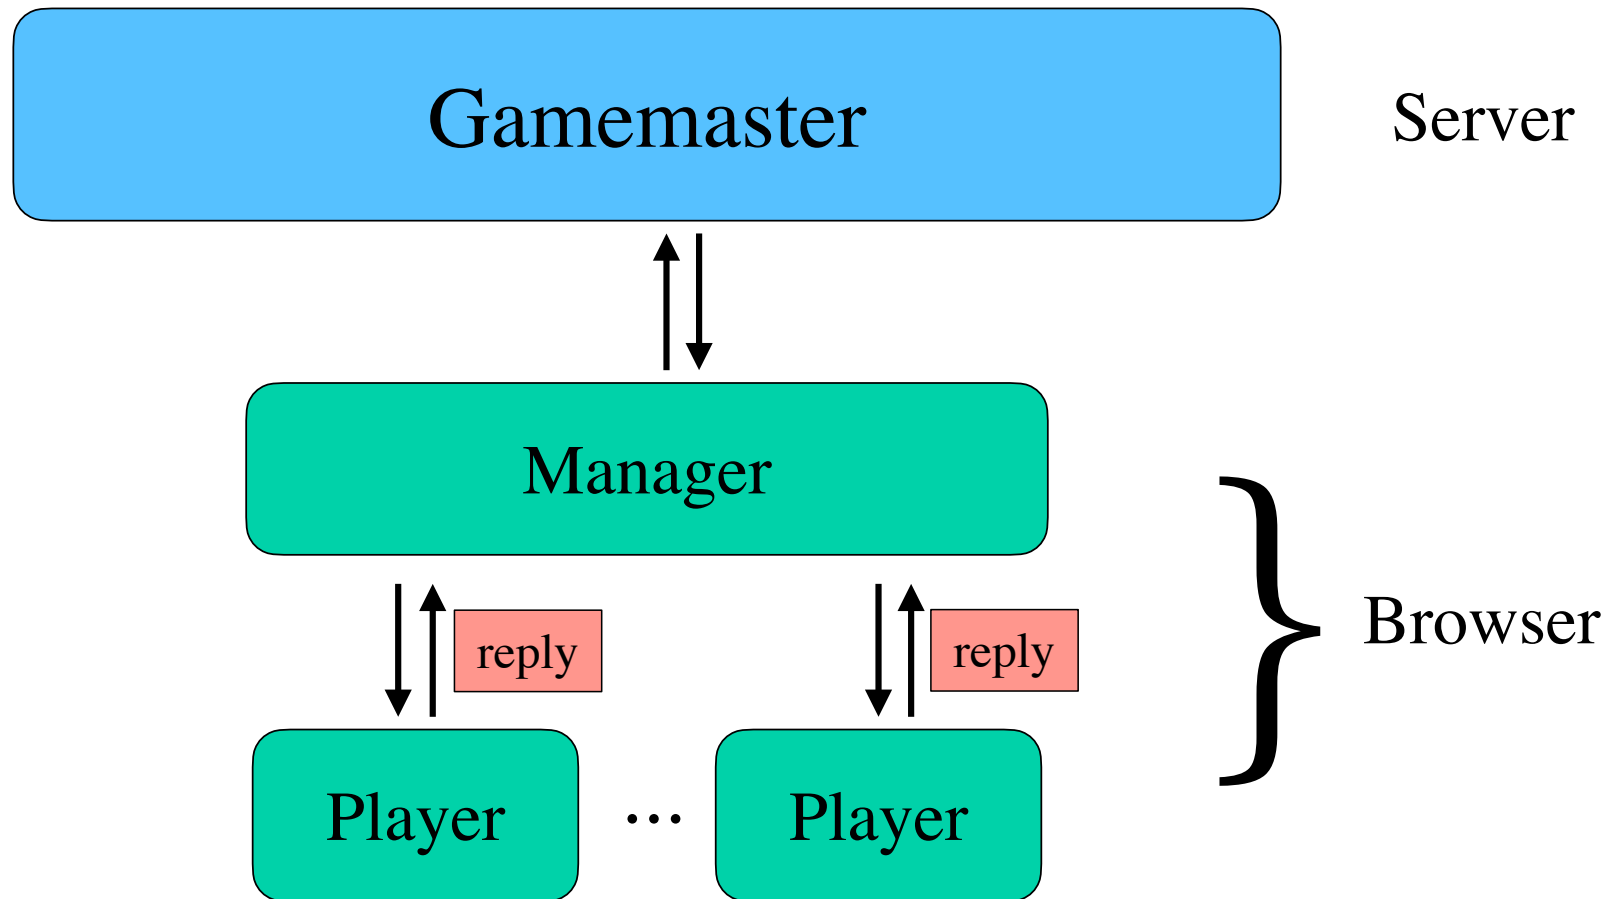 Gamemaster
Server
Manager
reply
reply
Browser
Player
...
Player